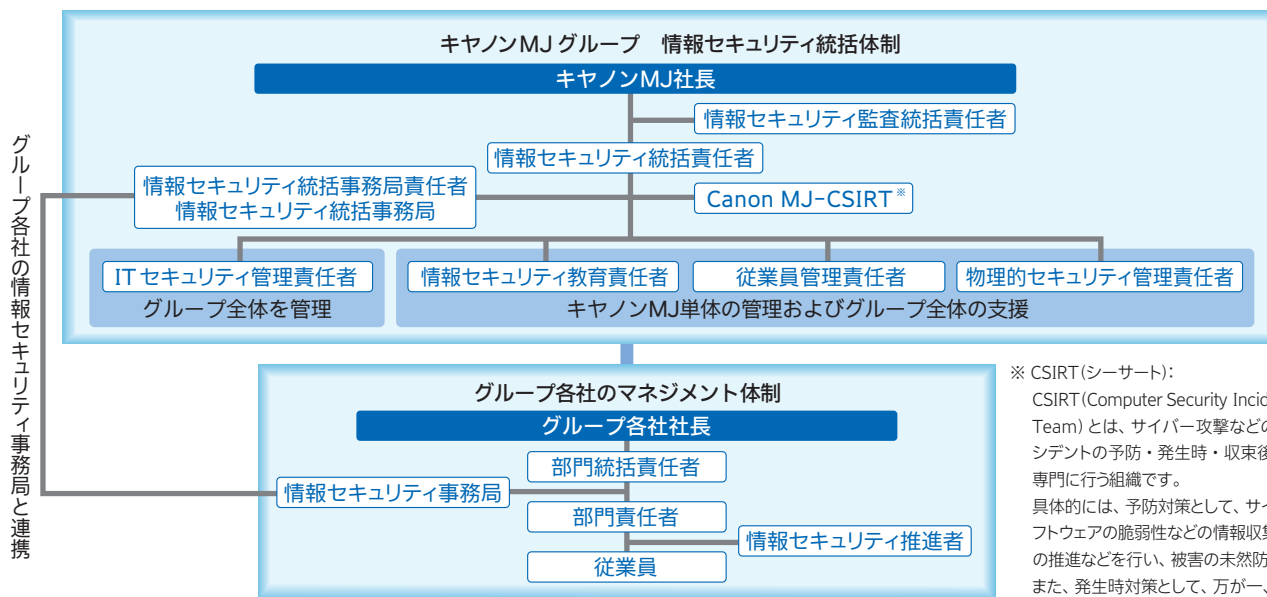 キヤノンMJグループ 情報セキュリティ統括体制
キヤノンMJ社長
情報セキュリティ監査統括責任者
情報セキュリティ統括責任者
情報セキュリティ統括事務局責任者
情報セキュリティ統括事務局
Canon MJ-CSIRT※
ITセキュリティ管理責任者
グループ全体を管理
情報セキュリティ教育責任者
従業員管理責任者
物理的セキュリティ管理責任者
キヤノンMJ単体の管理およびグループ全体の支援
グループ各社の情報セキュリティ事務局と連携
グループ各社のマネジメント体制
グループ各社社長
部門統括責任者
情報セキュリティ事務局
部門責任者
情報セキュリティ推進者
従業員
※ CSIRT(シーサート):
CSIRT(Computer Security Incid
Team)とは、サイバー攻撃などの
シデントの予防・発生時・収束後
専門に行う組織です。
具体的には、予防対策として、サイ
フトウェアの脆弱性などの情報収集
の推進などを行い、被害の未然防
また、発生時対策として、万が一、